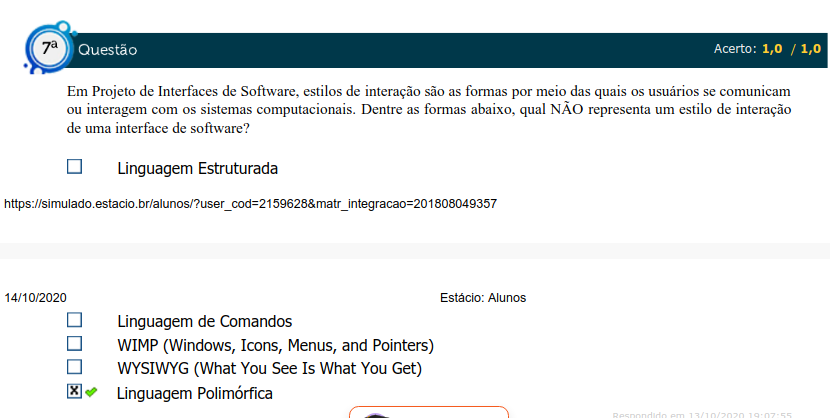 7ª Questão Acerto: 1,0 / 1,0
Em Projeto de Interfaces de Software, estilos de interação são as formas por meio das quais os usuários se comunicam
ou interagem com os sistemas computacionais. Dentre as formas abaixo, qual NÃO representa um estilo de interação
de uma interface de software?
Linguagem Estruturada
https://simulado.estacio.br/alunos/?user_cod=2159628&matr_integracao=201808049357
14/10/2020 Estácio: Alunos
Linguagem de Comandos
WIMP (Windows, Icons, Menus, and Pointers)
WYSIWYG (What You See Is What You Get)
Linguagem Polimórfica
Respondido em 13/10/2020 19:07:55